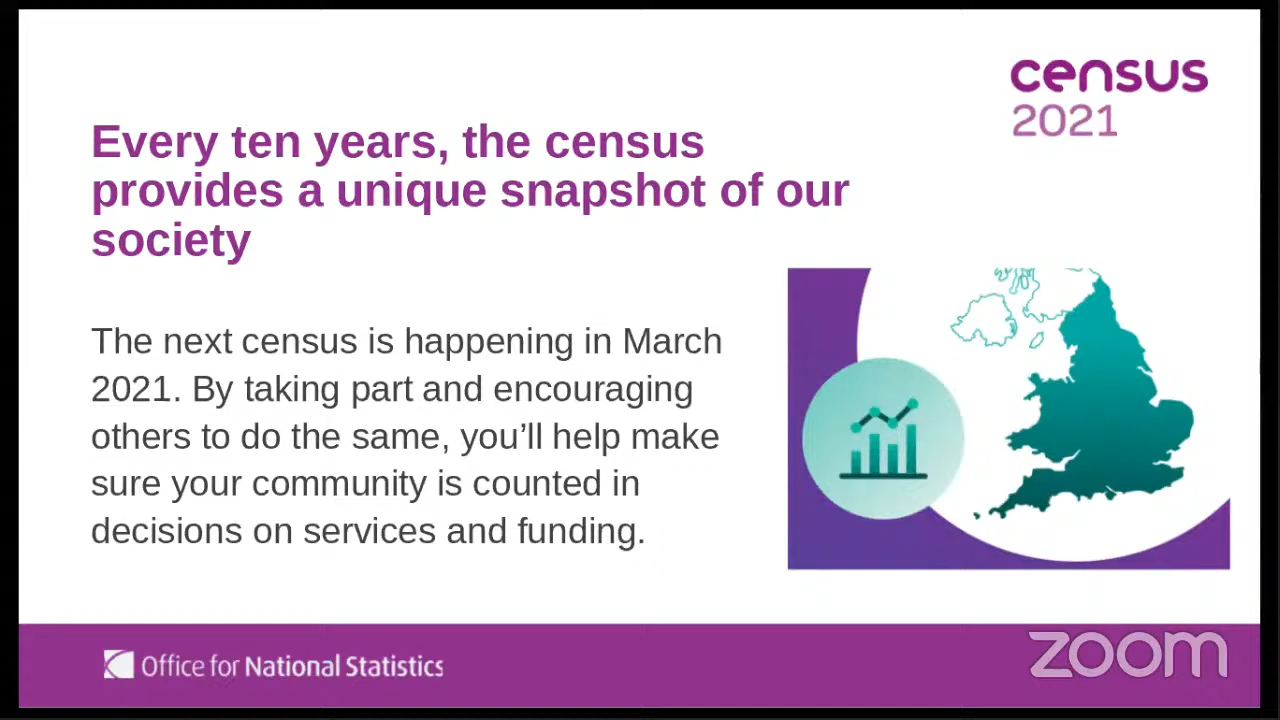 census
2021
Every ten years, the census
provides a unique snapshot of our
society
The next census is happening in March
2021. By taking part and encouraging
others to do the same, you’ll help make
sure your community is counted in
decisions on services and funding.
Office for National Statistics
zoom